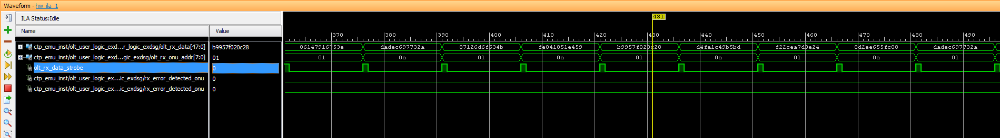 Waveform - hw_ila_1
ILA Status:Idle
431
Name Value
370 380 390 400 410 420 430 440 450 460 470 480 490
ctp_emu_inst/olt_user_logic_exd...r_logic_exdsg/olt_rx_data[47:0] b9957f020c28 06147916753e dadec697732a 87126d6f534b fe041851e459 b9957f020c28 d4fa1c49b5bd f22cea7d0e24 8d2ee655fc08 dadec697732a
ctp_emu_inst/olt_user_logic_exd...gic_exdsg/olt_rx_onu_addr[7:0] 01 01 0a 01 0a 01 0a 01 0a 01
olt_rx_data_strobe 0
ctp_emu_inst/olt_user_logic_ex...ic_exdsg/rx_error_detected_onu 0
ctp_emu_inst/olt_user_logic_ex...ic_exdsg/rx_error_detected_onu 0